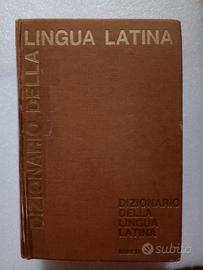 DIZIONARIO DELLA
LINGUA LATINA
DIZIONARIO
DELLA
LINGUA
LATINA
subito